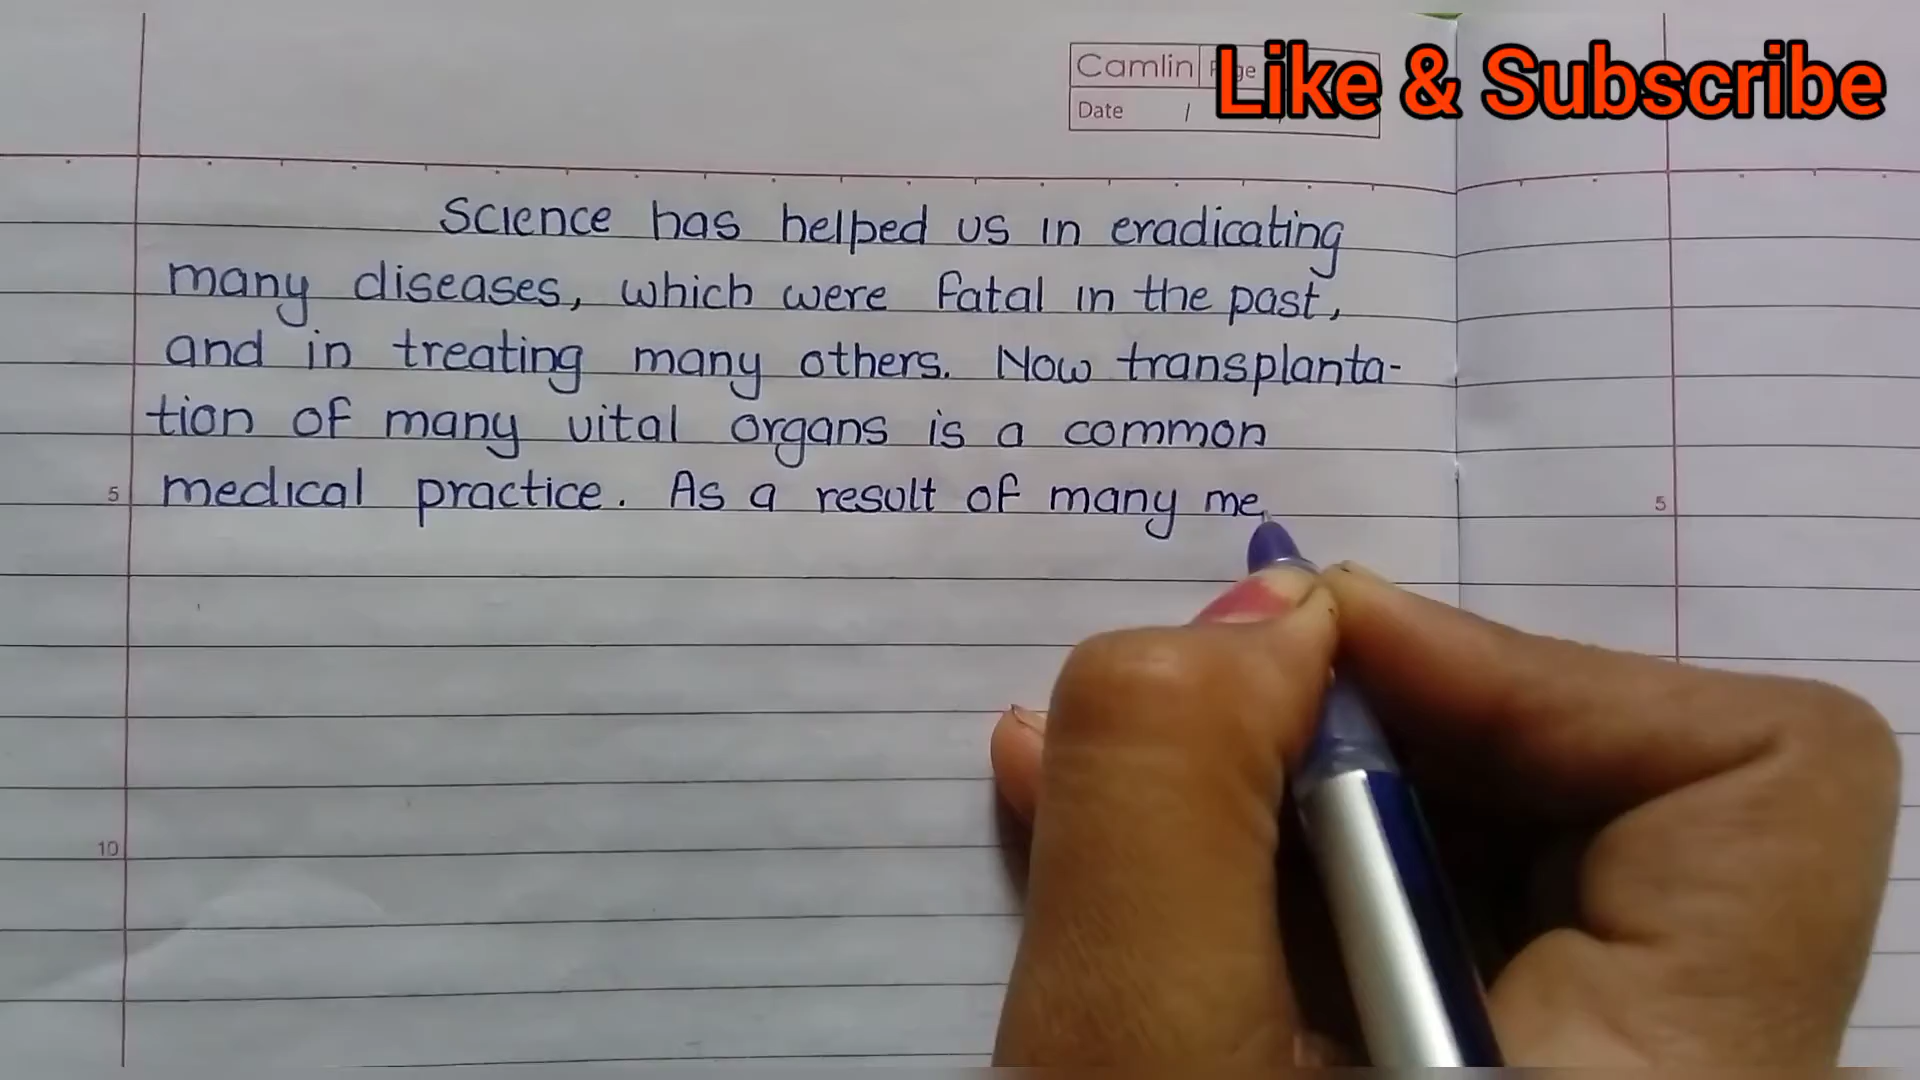 Camlin
Like & Subscribe
Date / /
Science has helped us in eradicating
many diseases, which were fatal in the past,
and in treating many others. Now transplanta-
tion of many vital organs is a common
5 medical practice. As a result of many me
5
10